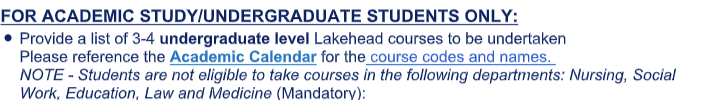 FOR ACADEMIC STUDY/UNDERGRADUATE STUDENTS ONLY:
• Provide a list of 3-4 undergraduate level Lakehead courses to be undertaken
Please reference the Academic Calendar for the course codes and names.
NOTE - Students are not eligible to take courses in the following departments: Nursing, Social
Work, Education, Law and Medicine (Mandatory):